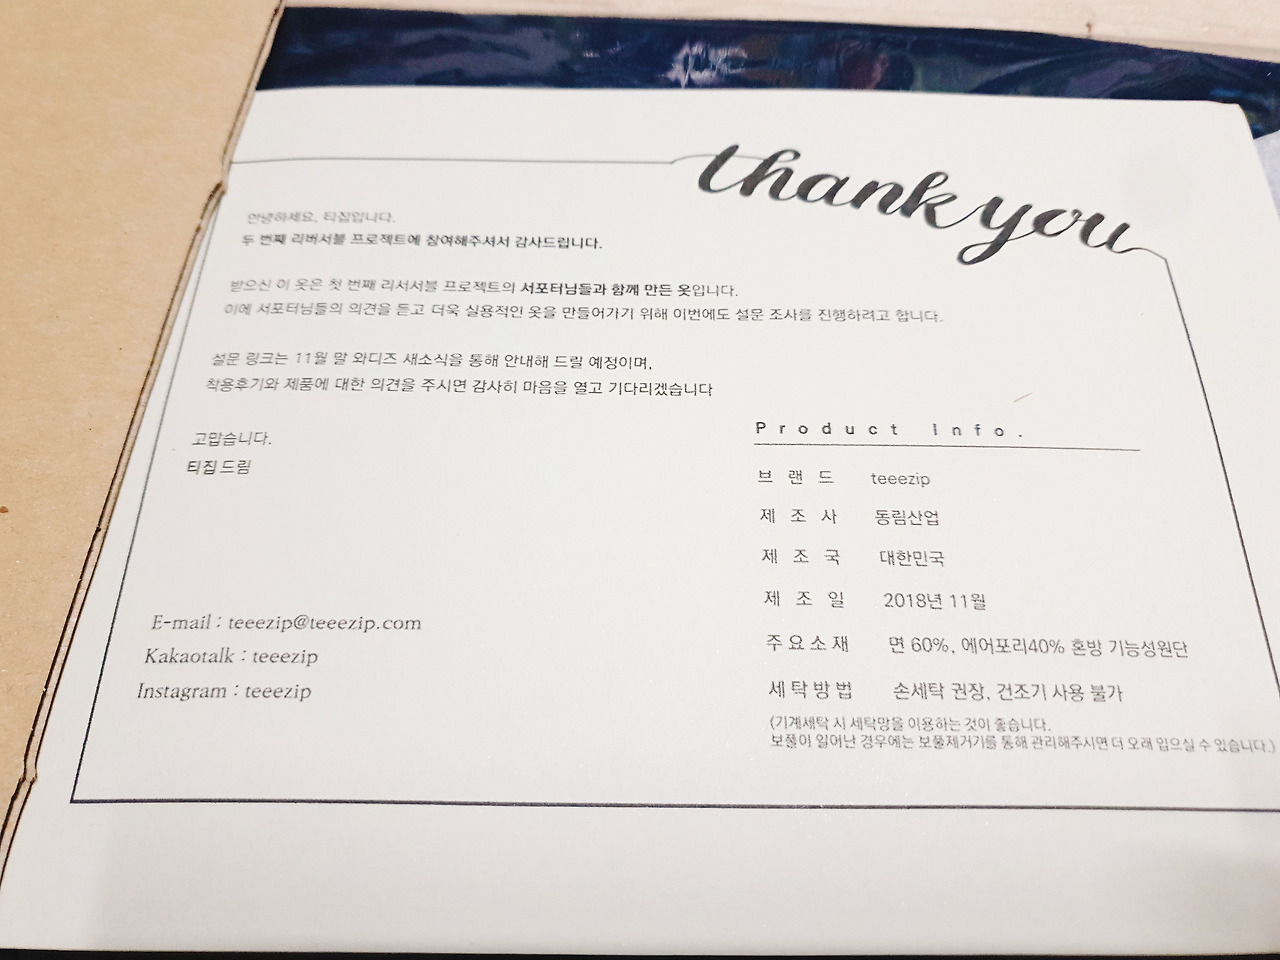 thank you
안녕하세요, 티집입니다.
두 번째 리버서블 프로젝트에 참여해주셔서 감사드립니다.
받으신 이 옷은 첫 번째 리서서블 프로젝트의 서포터님들과 함께 만든 옷입니다.
이에 서포터님들의 의견을 듣고 더욱 실용적인 옷을 만들어가기 위해 이번에도 설문 조사를 진행하려고 합니다.
설문 링크는 11월 말 와디즈 새소식을 통해 안내해 드릴 예정이며,
착용후기와 제품에 대한 의견을 주시면 감사히 마음을 열고 기다리겠습니다
고맙습니다.
티집 드림
E-mail : teeezip@teeezip.com
Kakaotalk : teeezip
Instagram : teeezip
Product Info.
브랜드 teeezip
제조사 동림산업
제조국 대한민국
제조일 2018년 11월
주요소재 면 60%, 에어포리40% 혼방 기능성원단
세탁방법 손세탁 권장, 건조기 사용 불가
(기계세탁 시 세탁망을 이용하는 것이 좋습니다.
보풀이 일어난 경우에는 보풀제거기를 통해 관리해주시면 더 오래 입으실 수 있습니다.)